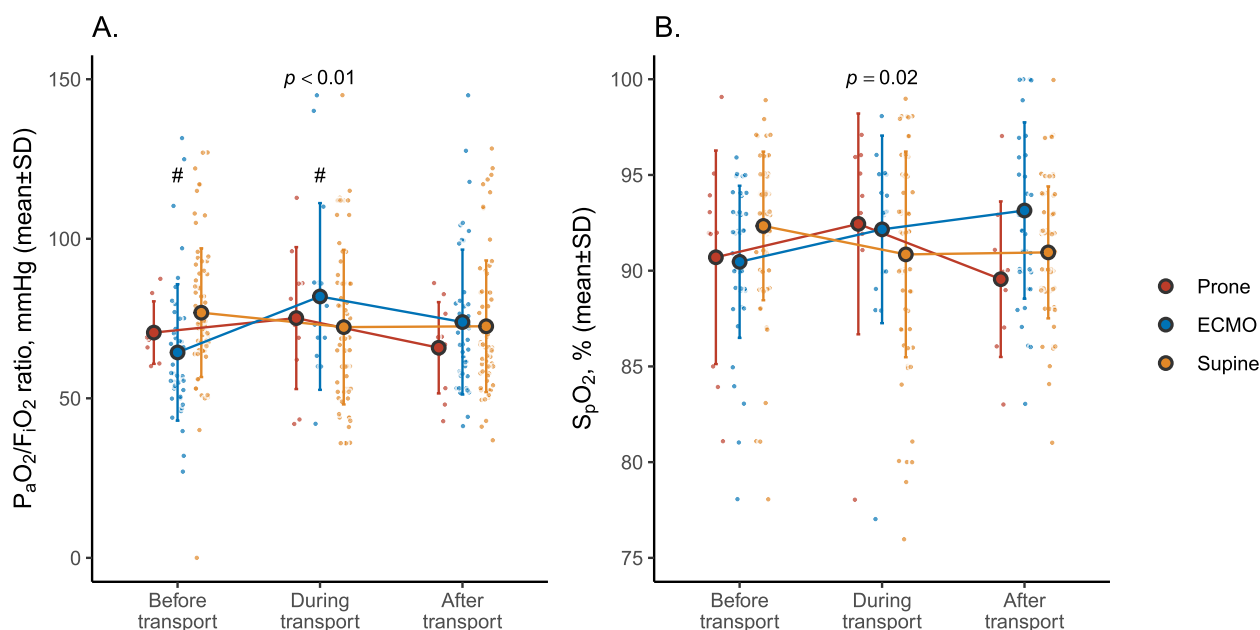 A.
PaO2/FiO2 ratio, mmHg (mean±SD)
150
100
50
0
p < 0.01
#
#
Before
transport
During
transport
After
transport
B.
SpO2, % (mean±SD)
100
95
90
85
80
75
p = 0.02
Before
transport
During
transport
After
transport
Prone
ECMO
Supine